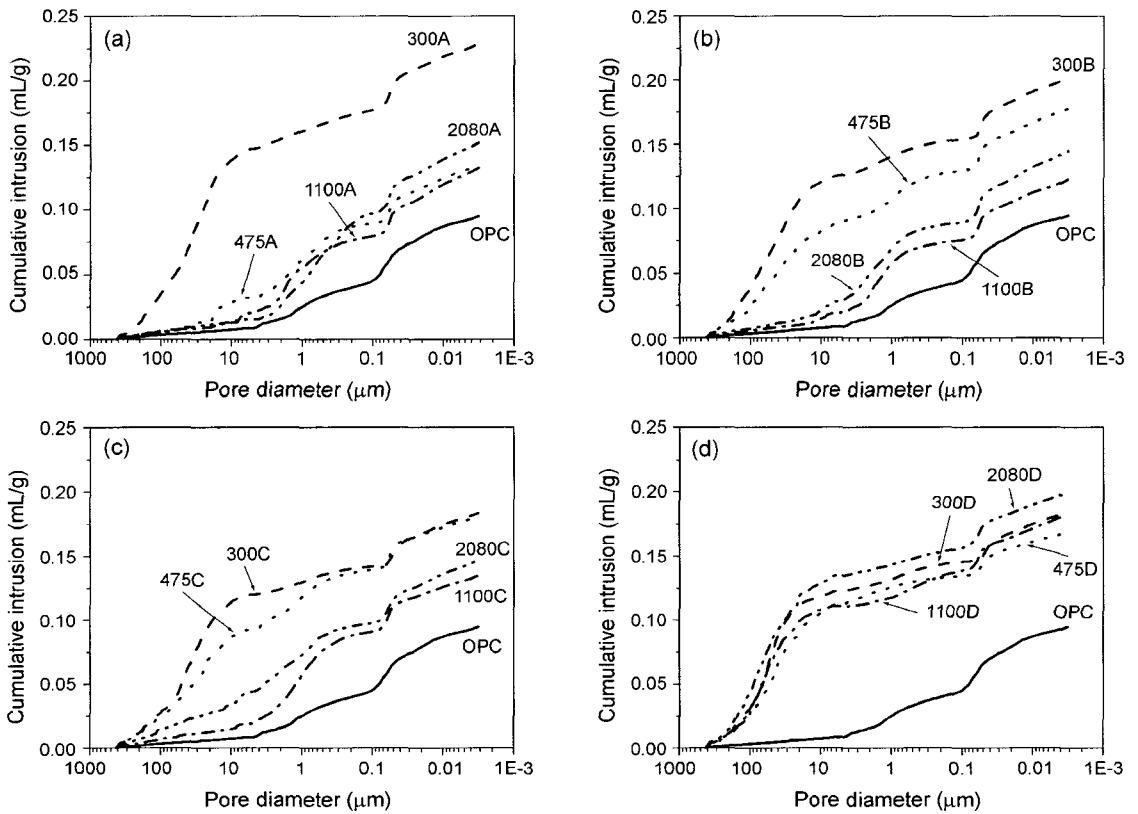 (a)
Cumulative intrusion (mL/g)
0.25
0.20
0.15
0.10
0.05
0.00
300A
2080A
1100A
475A
OPC
1000 100 10 1 0.1 0.01 1E-3
Pore diameter (μm)
(b)
Cumulative intrusion (mL/g)
0.25
0.20
0.15
0.10
0.05
0.00
300B
475B
2080B
1100B
OPC
1000 100 10 1 0.1 0.01 1E-3
Pore diameter (μm)
(c)
Cumulative intrusion (mL/g)
0.25
0.20
0.15
0.10
0.05
0.00
300C
475C
2080C
1100C
OPC
1000 100 10 1 0.1 0.01 1E-3
Pore diameter (μm)
(d)
Cumulative intrusion (mL/g)
0.25
0.20
0.15
0.10
0.05
0.00
2080D
300D
475D
1100D
OPC
1000 100 10 1 0.1 0.01 1E-3
Pore diameter (μm)